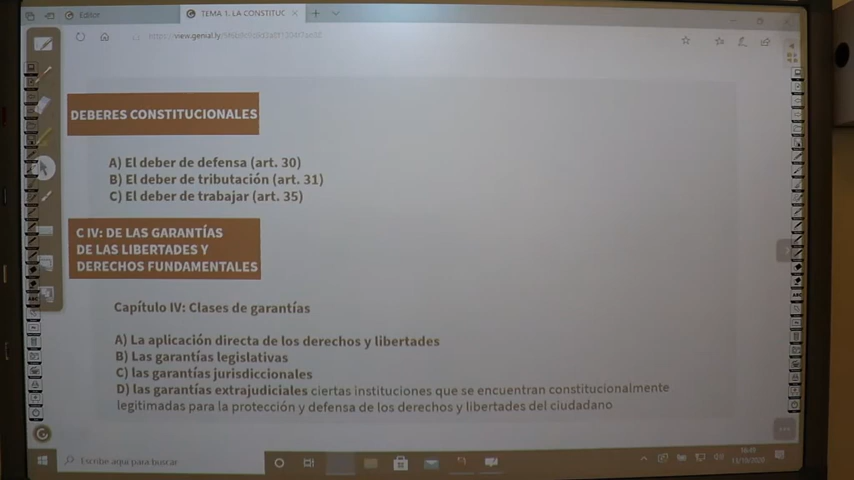 Editor
TEMA 1. LA CONSTITUC
DEBERES CONSTITUCIONALES
A) El deber de defensa (art. 30)
B) El deber de tributación (art. 31)
C) El deber de trabajar (art. 35)
C IV: DE LAS GARANTÍAS
DE LAS LIBERTADES Y
DERECHOS FUNDAMENTALES
Capítulo IV: Clases de garantías
A) La aplicación directa de los derechos y libertades
B) Las garantías legislativas
C) las garantías jurisdiccionales
D) las garantías extrajudiciales ciertas instituciones que se encuentran constitucionalmente
legitimadas para la protección y defensa de los derechos y libertades del ciudadano
Escribe aquí para buscar